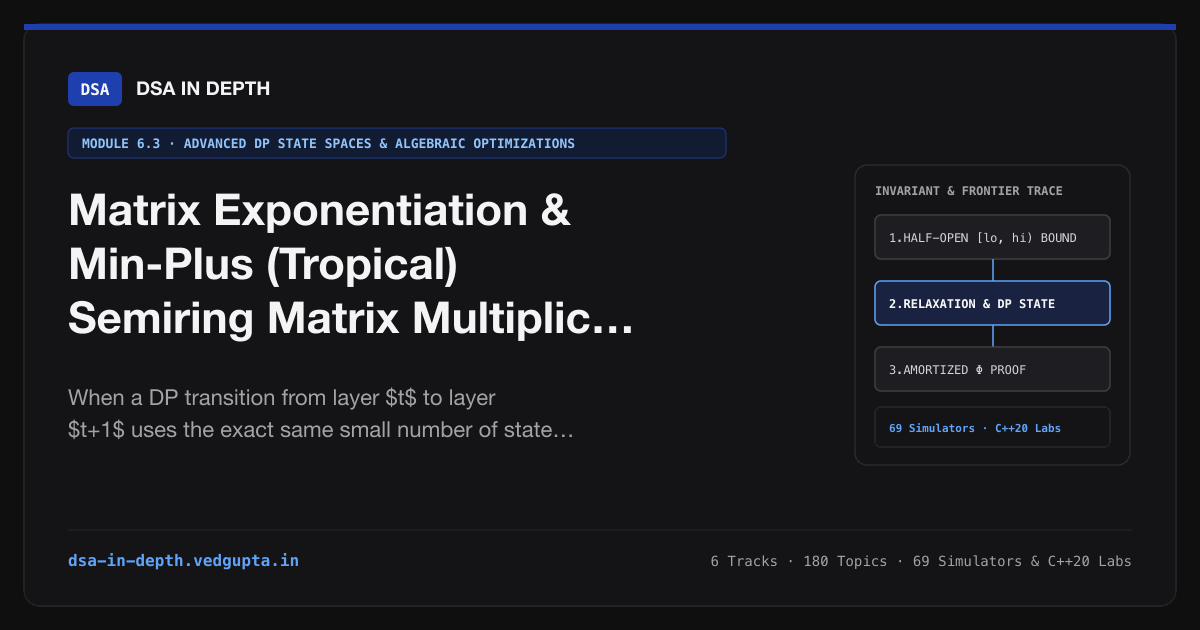 DSA
DSA IN DEPTH
MODULE 6.3 · ADVANCED DP STATE SPACES & ALGEBRAIC OPTIMIZATIONS
Matrix Exponentiation &
Min-Plus (Tropical)
Semiring Matrix Multiplic...
When a DP transition from layer $t$ to layer
$t+1$ uses the exact same small number of state...
INVARIANT & FRONTIER TRACE
1.HALF-OPEN [lo, hi) BOUND
2.RELAXATION & DP STATE
3.AMORTIZED Φ PROOF
69 Simulators · C++20 Labs
dsa-in-depth.vedgupta.in
6 Tracks · 180 Topics · 69 Simulators & C++20 Labs